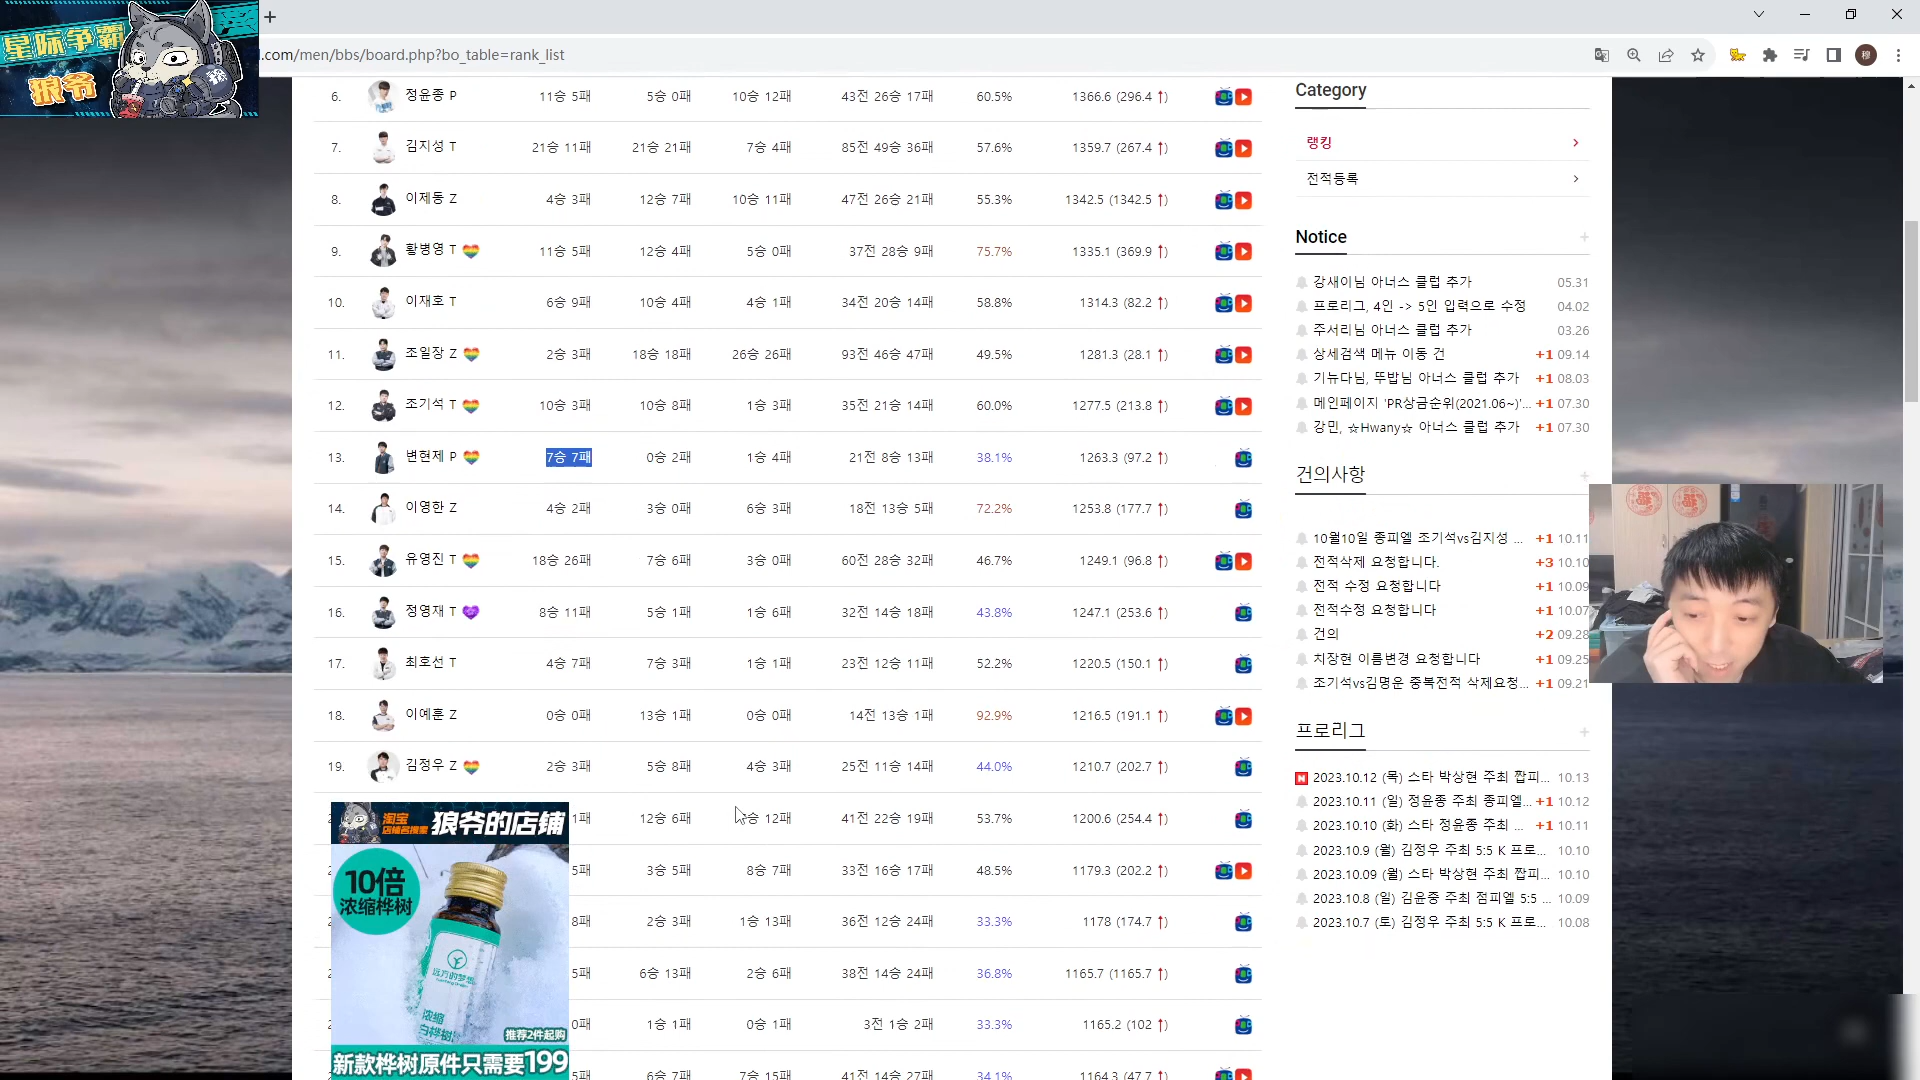 星际争霸
狼爷
.com/men/bbs/board.php?bo_table=rank_list
穆
6. 정윤종 P 11승 5패 5승 0패 10승 12패 43전 26승 17패 60.5% 1366.6 (296.4 ↑)
7. 김지성 T 21승 11패 21승 21패 7승 4패 85전 49승 36패 57.6% 1359.7 (267.4 ↑)
8. 이제동 Z 4승 3패 12승 7패 10승 11패 47전 26승 21패 55.3% 1342.5 (1342.5 ↑)
9. 황병영 T 11승 5패 12승 4패 5승 0패 37전 28승 9패 75.7% 1335.1 (369.9 ↑)
10. 이재호 T 6승 9패 10승 4패 4승 1패 34전 20승 14패 58.8% 1314.3 (82.2 ↑)
11. 조일장 Z 2승 3패 18승 18패 26승 26패 93전 46승 47패 49.5% 1281.3 (28.1 ↑)
12. 조기석 T 10승 3패 10승 8패 1승 3패 35전 21승 14패 60.0% 1277.5 (213.8 ↑)
13. 변현제 P 7승 7패 0승 2패 1승 4패 21전 8승 13패 38.1% 1263.3 (97.2 ↑)
14. 이영한 Z 4승 2패 3승 0패 6승 3패 18전 13승 5패 72.2% 1253.8 (177.7 ↑)
15. 유영진 T 18승 26패 7승 6패 3승 0패 60전 28승 32패 46.7% 1249.1 (96.8 ↑)
16. 정영재 T 8승 11패 5승 1패 1승 6패 32전 14승 18패 43.8% 1247.1 (253.6 ↑)
17. 최호선 T 4승 7패 7승 3패 1승 1패 23전 12승 11패 52.2% 1220.5 (150.1 ↑)
18. 이예훈 Z 0승 0패 13승 1패 0승 0패 14전 13승 1패 92.9% 1216.5 (191.1 ↑)
19. 김정우 Z 2승 3패 5승 8패 4승 3패 25전 11승 14패 44.0% 1210.7 (202.7 ↑)
1패 12승 6패 승 12패 41전 22승 19패 53.7% 1200.6 (254.4 ↑)
5패 3승 5패 8승 7패 33전 16승 17패 48.5% 1179.3 (202.2 ↑)
8패 2승 3패 1승 13패 36전 12승 24패 33.3% 1178 (174.7 ↑)
5패 6승 13패 2승 6패 38전 14승 24패 36.8% 1165.7 (1165.7 ↑)
0패 1승 1패 0승 1패 3전 1승 2패 33.3% 1165.2 (102 ↑)
5패 6승 7패 7승 15패 41전 14승 27패 34.1% 1164.3 (47.7 ↑)
淘宝
狼爷的店铺
10倍
浓缩桦树
远方的梦想
浓缩
白桦树
推荐2件起购
新款桦树原件只需要199
Category
랭킹
전적등록
Notice +
강새이님 아너스 클럽 추가 05.31
프로리그, 4인 -> 5인 입력으로 수정 04.02
주서리님 아너스 클럽 추가 03.26
상세검색 메뉴 이동 건 +1 09.14
기뉴다님, 뚜밥님 아너스 클럽 추가 +1 08.03
메인페이지 'PR상금순위(2021.06~)'... +1 07.30
강민, ☆Hwany☆ 아너스 클럽 추가 +1 07.30
건의사항 +
10월10일 종피엘 조기석vs김지성 ... +1 10.11
전적삭제 요청합니다. +3 10.10
전적 수정 요청합니다 +1 10.09
전적수정 요청합니다 +1 10.07
건의 +2 09.28
치장현 이름변경 요청합니다 +1 09.25
조기석vs김명운 중복전적 삭제요청... +1 09.21
프로리그 +
N 2023.10.12 (목) 스타 박상현 주최 짭피... 10.13
2023.10.11 (일) 정윤종 주최 종피엘... +1 10.12
2023.10.10 (화) 스타 정윤종 주최 ... +1 10.11
2023.10.9 (월) 김정우 주최 5:5 K 프로... 10.10
2023.10.09 (월) 스타 박상현 주최 짭피... 10.10
2023.10.8 (일) 김윤중 주최 점피엘 5:5 ... 10.09
2023.10.7 (토) 김정우 주최 5:5 K 프로... 10.08